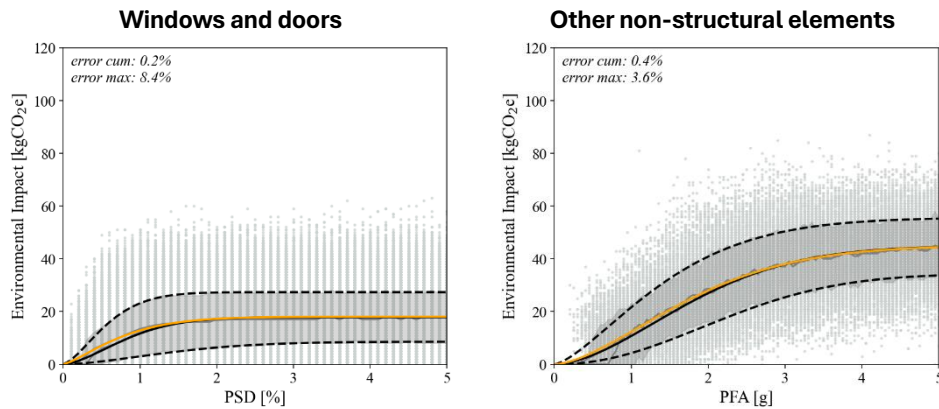 Windows and doors
error cum: 0.2%
error max: 8.4%
Environmental Impact [kgCO₂e]
120
100
80
60
40
20
0
0 1 2 3 4 5
PSD [%]
Other non-structural elements
error cum: 0.4%
error max: 3.6%
Environmental Impact [kgCO₂e]
120
100
80
60
40
20
0
0 1 2 3 4 5
PFA [g]